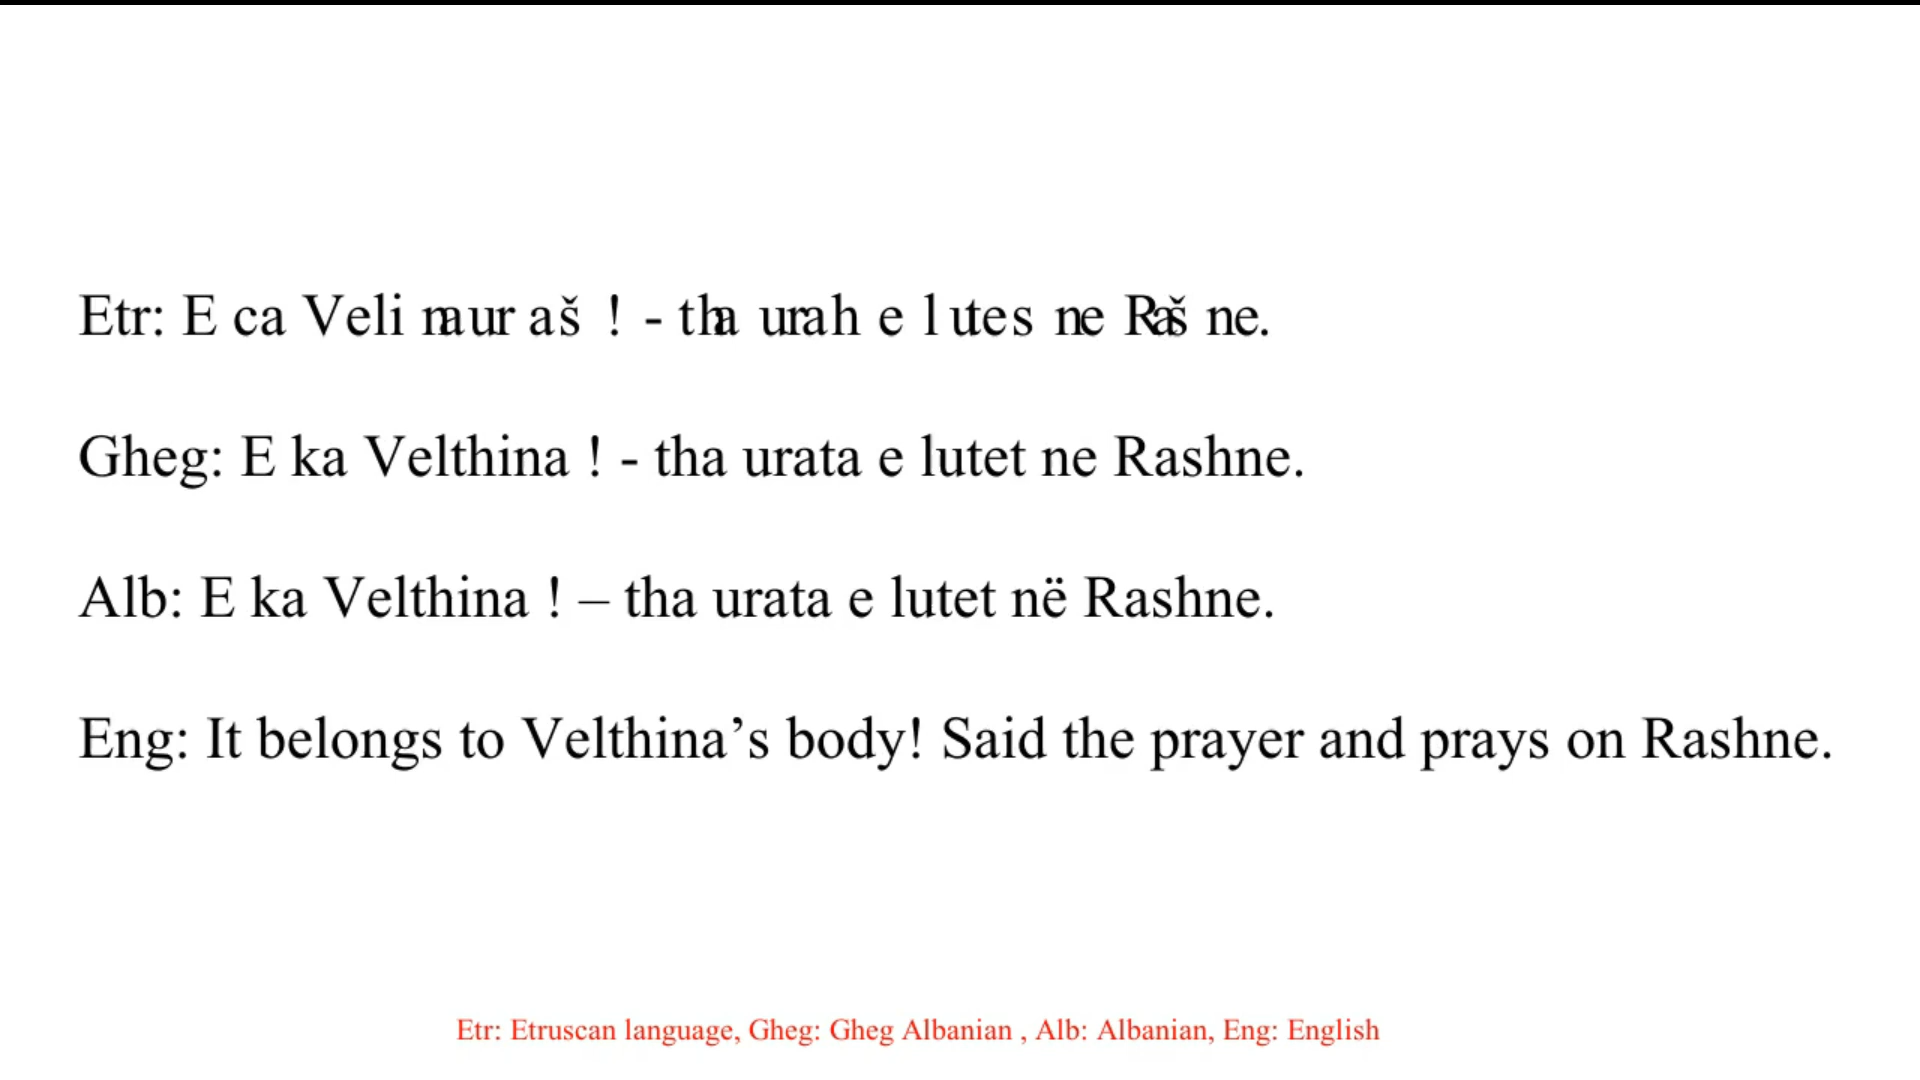 Etr: E ca Veli maur aš ! - tha urah e lutes ne Raš ne.
Gheg: E ka Velthina ! - tha urata e lutet ne Rashne.
Alb: E ka Velthina ! – tha urata e lutet në Rashne.
Eng: It belongs to Velthina’s body! Said the prayer and prays on Rashne.
Etr: Etruscan language, Gheg: Gheg Albanian , Alb: Albanian, Eng: English